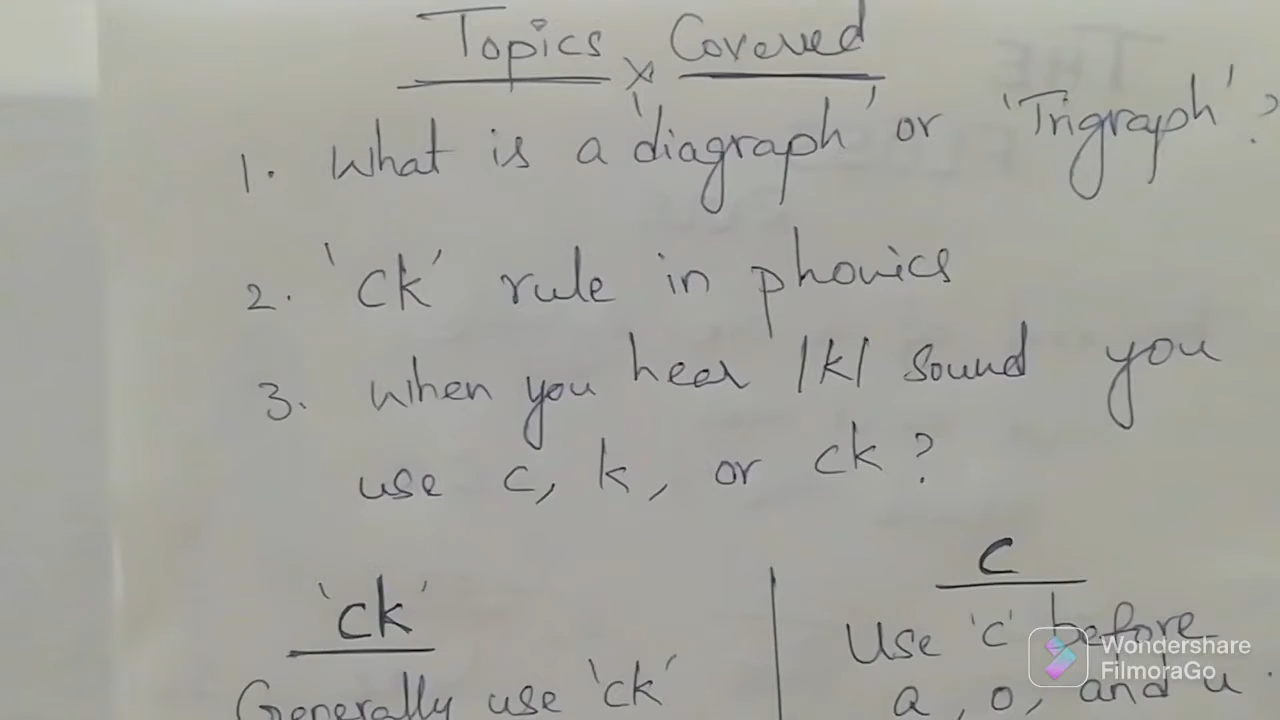 Topics Covered
1. What is a 'diagraph' or 'Trigraph'?
2. 'ck' rule in phonics
3. When you hear /k/ sound you
use c, k, or ck?
'ck'
Generally use 'ck'
c
Use 'c' before
a, o, and u.
Wondershare
FilmoraGo